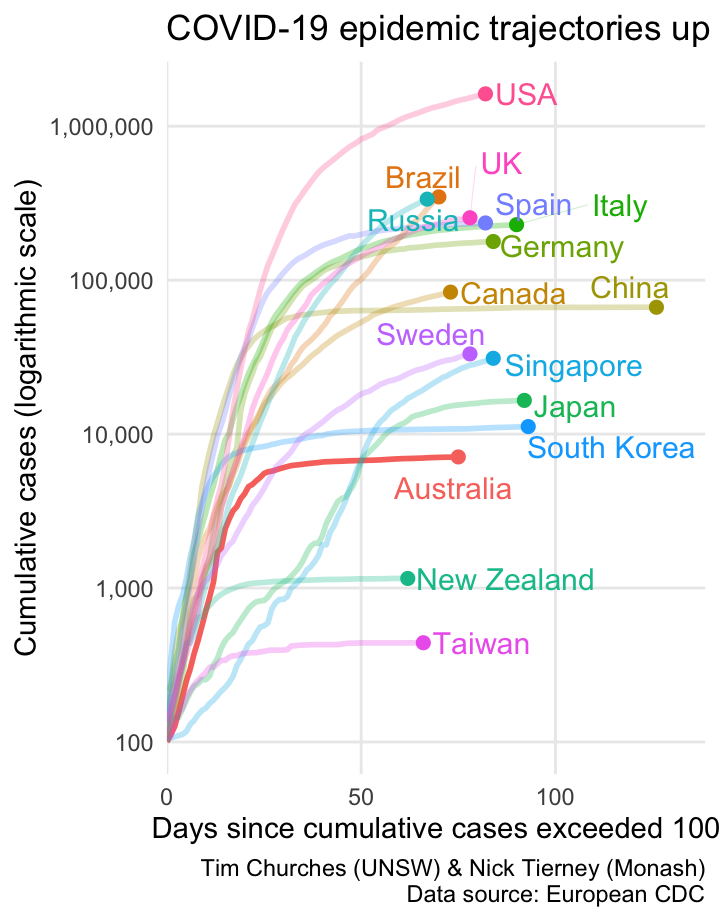 COVID-19 epidemic trajectories up
Cumulative cases (logarithmic scale)
1,000,000
100,000
10,000
1,000
100
USA
UK
Brazil
Russia
Spain
Italy
Germany
China
Canada
Sweden
Singapore
Japan
South Korea
Australia
New Zealand
Taiwan
0 50 100
Days since cumulative cases exceeded 100
Tim Churches (UNSW) & Nick Tierney (Monash)
Data source: European CDC